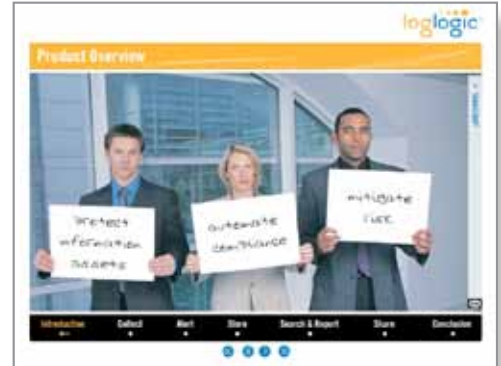 loglogic
Product Overview
protect
information
assets
automate
compliance
mitigate
risk
Introduction
Collect
Alert
Store
Search & Report
Share
Conclusion